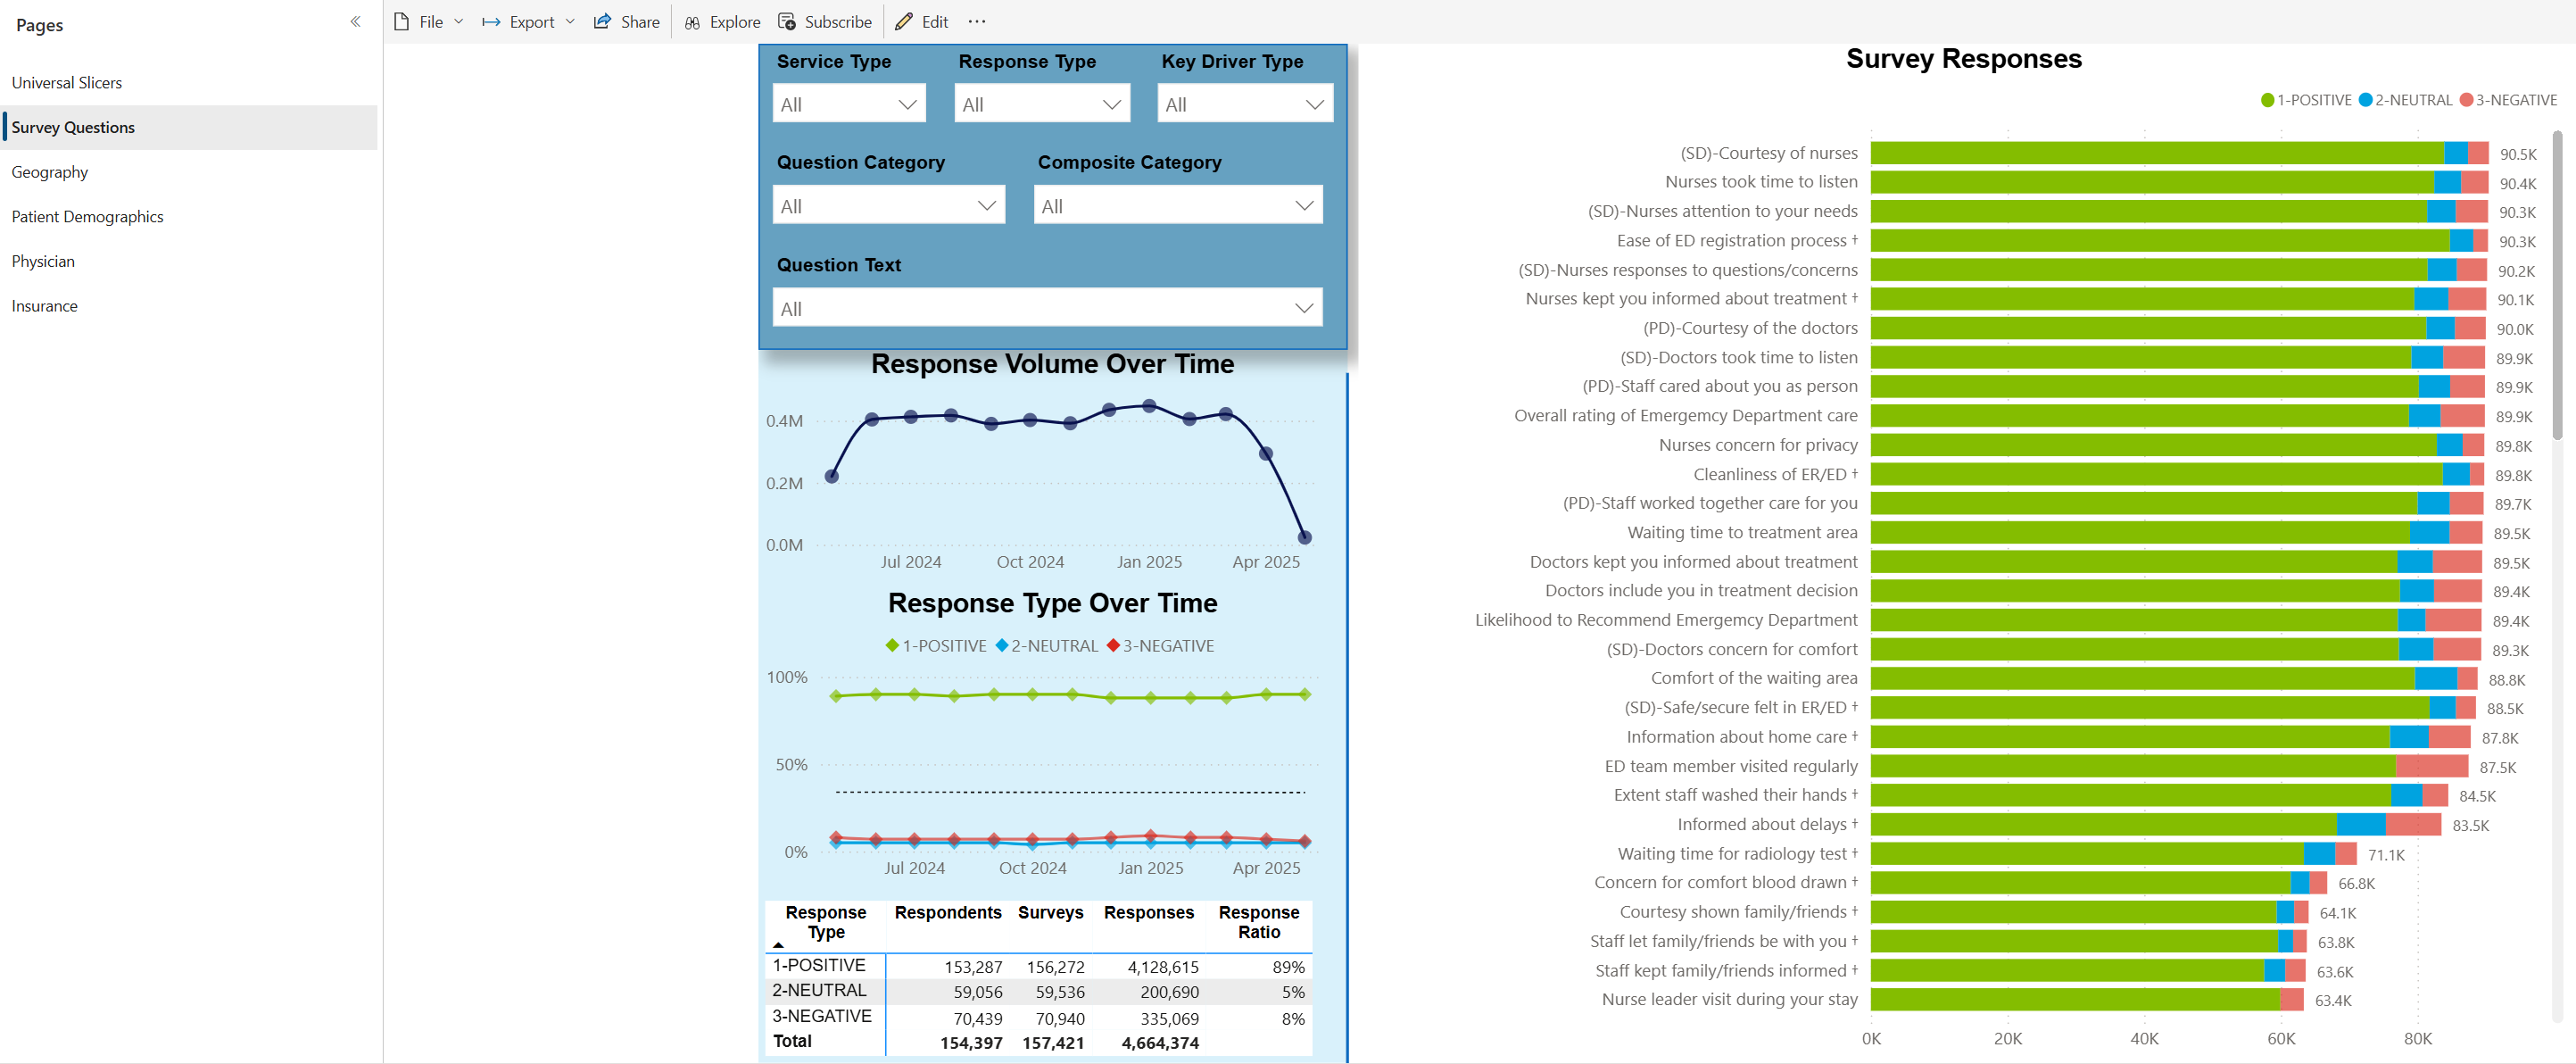 Pages
Universal Slicers
Survey Questions
Geography
Patient Demographics
Physician
Insurance
File Export Share Explore Subscribe Edit
Service Type Response Type Key Driver Type
All All All
Question Category Composite Category
All All
Question Text
All
Response Volume Over Time
0.4M
0.2M
0.0M
Jul 2024 Oct 2024 Jan 2025 Apr 2025
Response Type Over Time
1-POSITIVE 2-NEUTRAL 3-NEGATIVE
100%
50%
0%
Jul 2024 Oct 2024 Jan 2025 Apr 2025
Response Type Respondents Surveys Responses Response Ratio
1-POSITIVE 153,287 156,272 4,128,615 89%
2-NEUTRAL 59,056 59,536 200,690 5%
3-NEGATIVE 70,439 70,940 335,069 8%
Total 154,397 157,421 4,664,374
Survey Responses
1-POSITIVE 2-NEUTRAL 3-NEGATIVE
(SD)-Courtesy of nurses 90.5K
Nurses took time to listen 90.4K
(SD)-Nurses attention to your needs 90.3K
Ease of ED registration process † 90.3K
(SD)-Nurses responses to questions/concerns 90.2K
Nurses kept you informed about treatment † 90.1K
(PD)-Courtesy of the doctors 90.0K
(SD)-Doctors took time to listen 89.9K
(PD)-Staff cared about you as person 89.9K
Overall rating of Emergemcy Department care 89.9K
Nurses concern for privacy 89.8K
Cleanliness of ER/ED † 89.8K
(PD)-Staff worked together care for you 89.7K
Waiting time to treatment area 89.5K
Doctors kept you informed about treatment 89.5K
Doctors include you in treatment decision 89.4K
Likelihood to Recommend Emergemcy Department 89.4K
(SD)-Doctors concern for comfort 89.3K
Comfort of the waiting area 88.8K
(SD)-Safe/secure felt in ER/ED † 88.5K
Information about home care † 87.8K
ED team member visited regularly 87.5K
Extent staff washed their hands † 84.5K
Informed about delays † 83.5K
Waiting time for radiology test † 71.1K
Concern for comfort blood drawn † 66.8K
Courtesy shown family/friends † 64.1K
Staff let family/friends be with you † 63.8K
Staff kept family/friends informed † 63.6K
Nurse leader visit during your stay 63.4K
0K 20K 40K 60K 80K